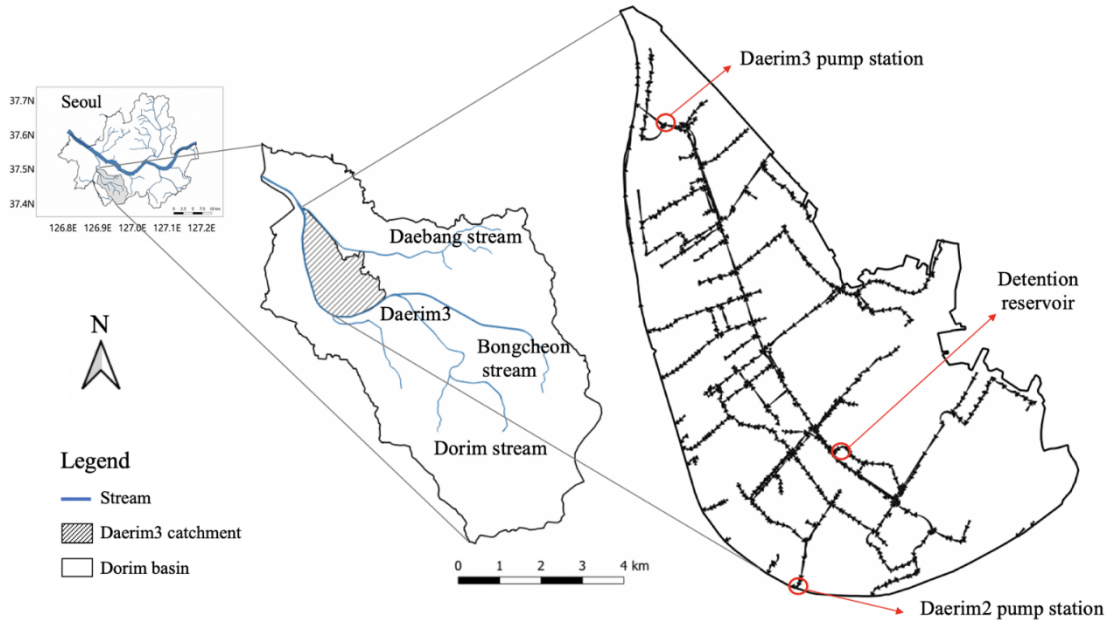 Seoul
37.7N
37.6N
37.5N
37.4N
126.8E 126.9E 127.0E 127.1E 127.2E
Daerim3 pump station
Daebang stream
Daerim3
Bongcheon
stream
Dorim stream
Detention
reservoir
N
Legend
Stream
Daerim3 catchment
Dorim basin
0 1 2 3 4 km
Daerim2 pump station